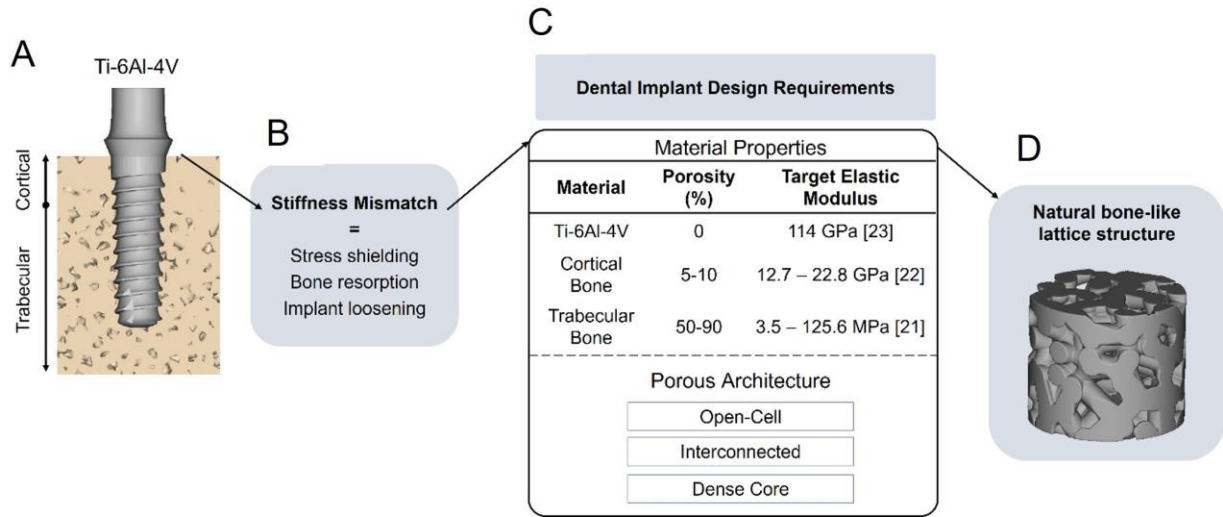 A
Ti-6Al-4V
Cortical
Trabecular
B
Stiffness Mismatch
=
Stress shielding
Bone resorption
Implant loosening
C
Dental Implant Design Requirements
Material Properties
Material Porosity (%) Target Elastic Modulus
Ti-6Al-4V 0 114 GPa [23]
Cortical Bone 5-10 12.7 – 22.8 GPa [22]
Trabecular Bone 50-90 3.5 – 125.6 MPa [21]
Porous Architecture
Open-Cell
Interconnected
Dense Core
D
Natural bone-like
lattice structure